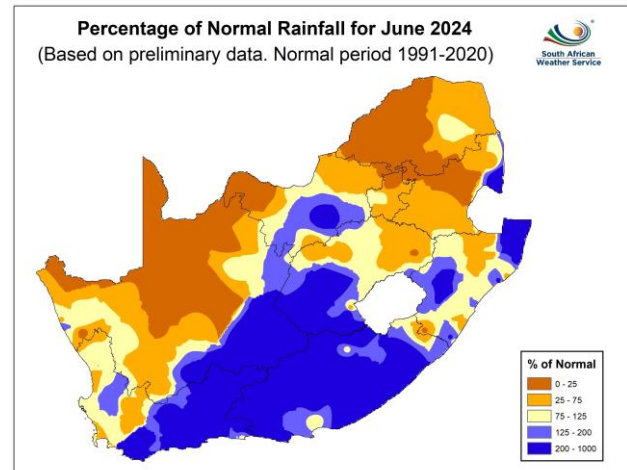 Percentage of Normal Rainfall for June 2024
(Based on preliminary data. Normal period 1991-2020)
South African
Weather Service
% of Normal
0 - 25
25 - 75
75 - 125
125 - 200
200 - 1000